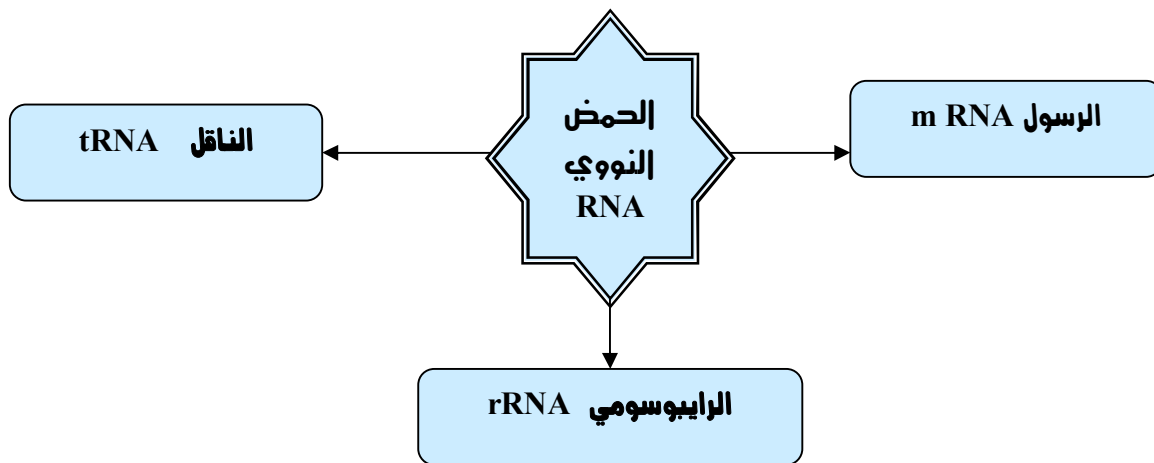 الرسول m RNA
الحمض
النووي
RNA
الناقل tRNA
الرايبوسومي rRNA